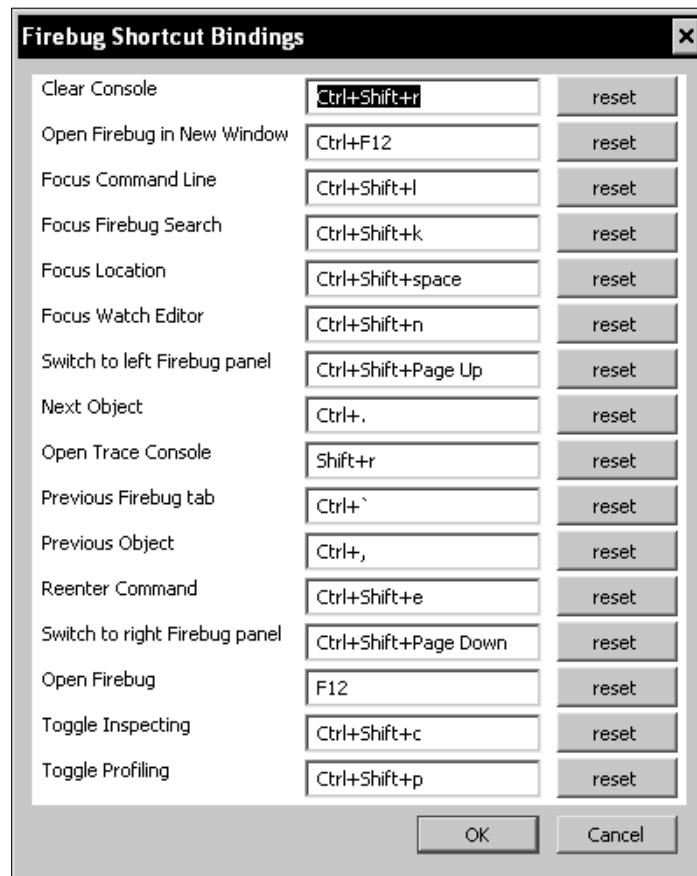 Firebug Shortcut Bindings
Clear Console Ctrl+Shift+r reset
Open Firebug in New Window Ctrl+F12 reset
Focus Command Line Ctrl+Shift+l reset
Focus Firebug Search Ctrl+Shift+k reset
Focus Location Ctrl+Shift+space reset
Focus Watch Editor Ctrl+Shift+n reset
Switch to left Firebug panel Ctrl+Shift+Page Up reset
Next Object Ctrl+. reset
Open Trace Console Shift+r reset
Previous Firebug tab Ctrl+` reset
Previous Object Ctrl+, reset
Reenter Command Ctrl+Shift+e reset
Switch to right Firebug panel Ctrl+Shift+Page Down reset
Open Firebug F12 reset
Toggle Inspecting Ctrl+Shift+c reset
Toggle Profiling Ctrl+Shift+p reset
OK Cancel